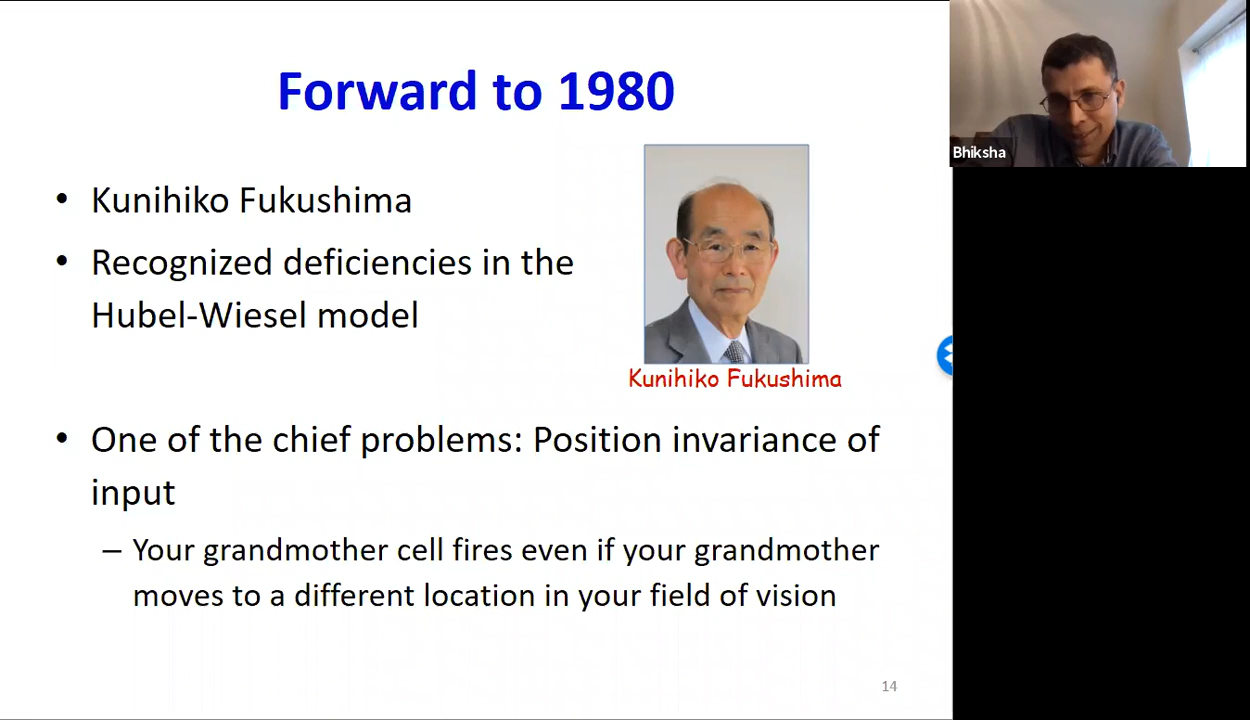 Forward to 1980
• Kunihiko Fukushima
• Recognized deficiencies in the
Hubel-Wiesel model
Kunihiko Fukushima
• One of the chief problems: Position invariance of
input
– Your grandmother cell fires even if your grandmother
moves to a different location in your field of vision
14
Bhiksha